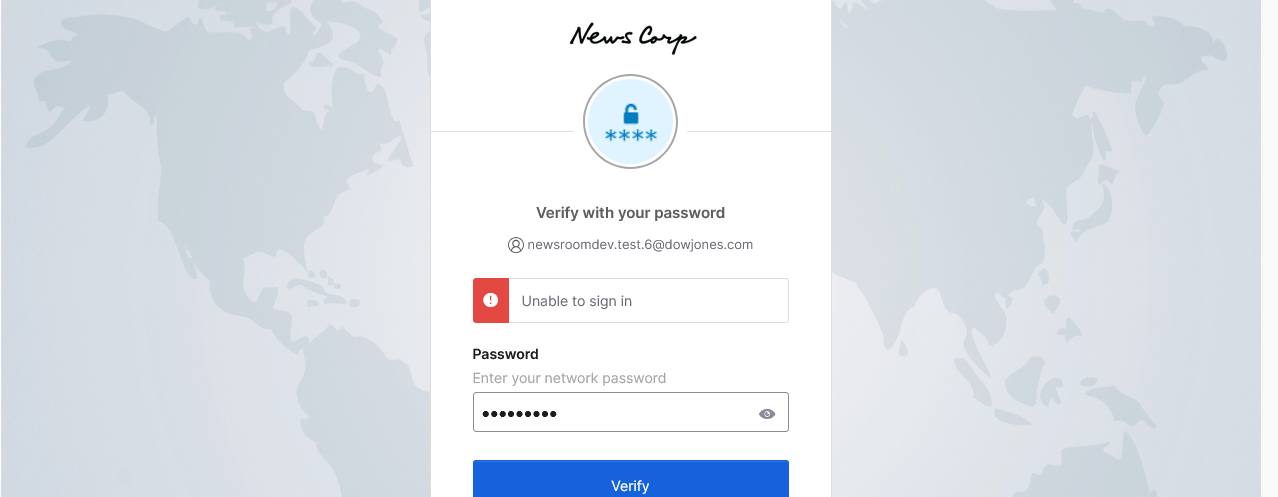 News Corp
****
Verify with your password
newsroomdev.test.6@dowjones.com
Unable to sign in
Password
Enter your network password
•••••••••
Verify